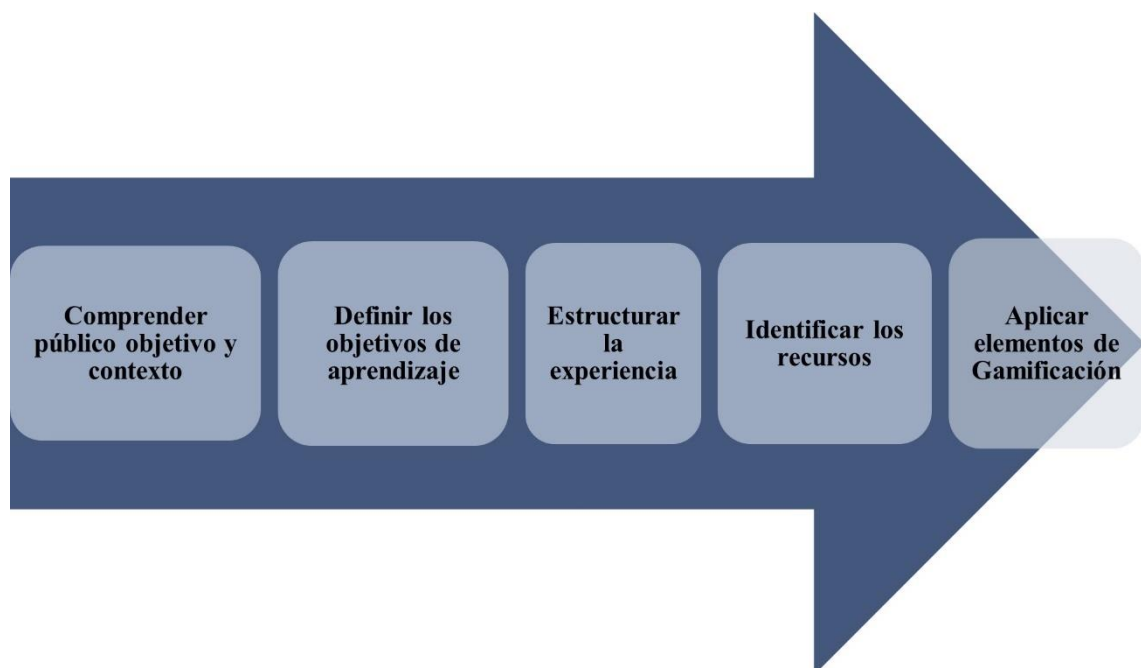 Comprender
público objetivo y
contexto
Definir los
objetivos de
aprendizaje
Estructurar
la
experiencia
Identificar los
recursos
Aplicar
elementos de
Gamificación